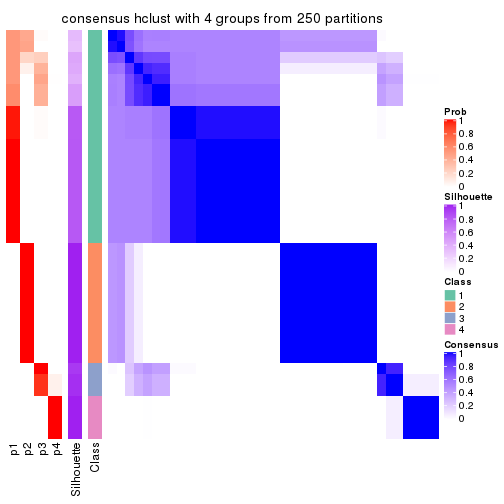 consensus hclust with 4 groups from 250 partitions
Prob
1
0.8
0.6
0.4
0.2
0
Silhouette
1
0.8
0.6
0.4
0.2
0
Class
1
2
3
4
Consensus
1
0.8
0.6
0.4
0.2
0
p1
p2
p3
p4
Silhouette
Class